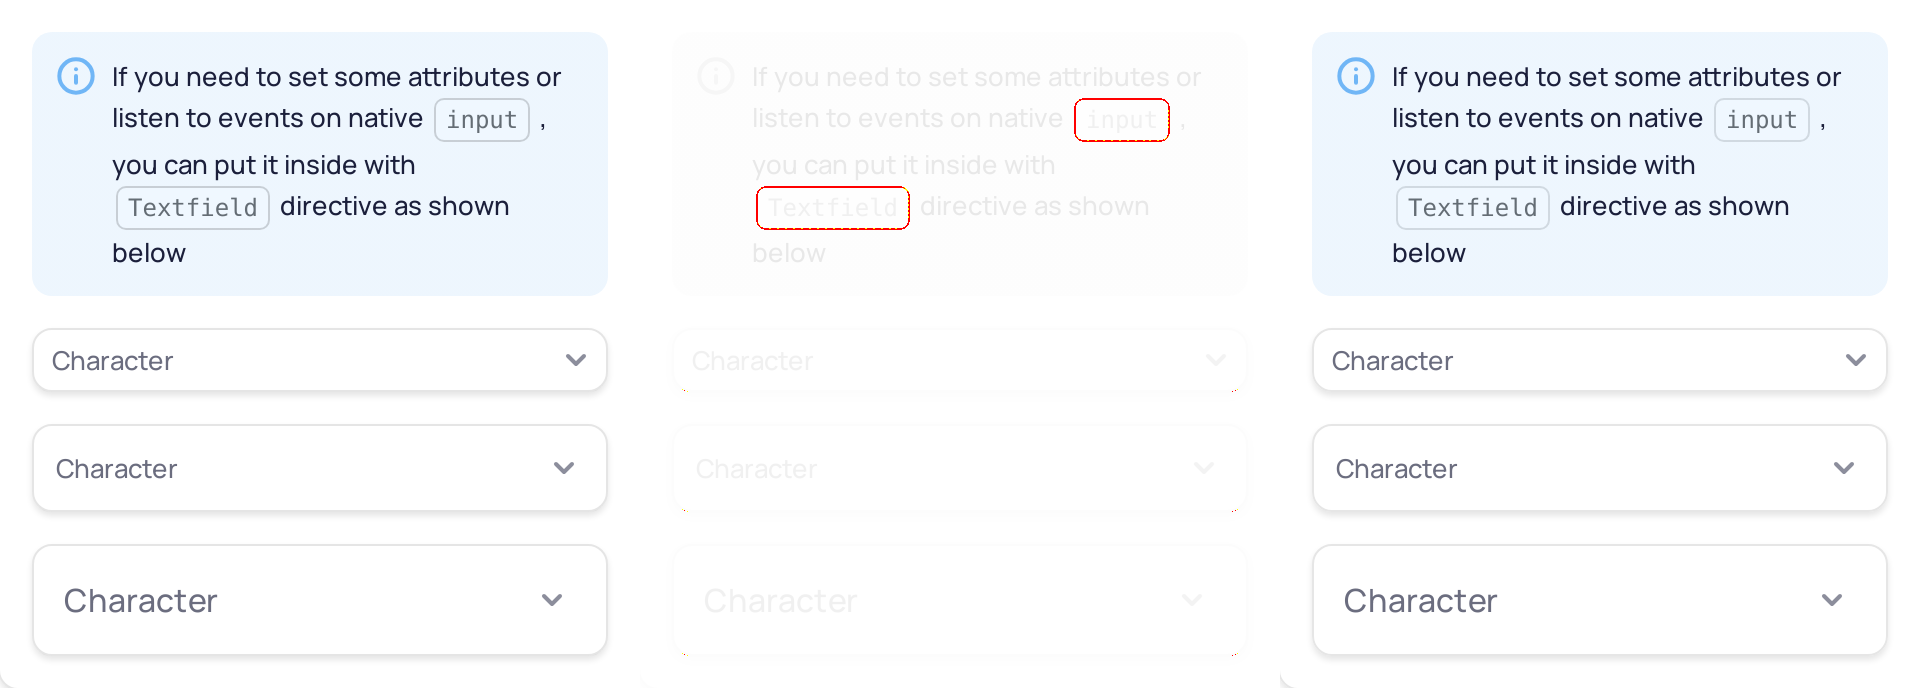 If you need to set some attributes or
listen to events on native input ,
you can put it inside with
Textfield directive as shown
below
Character
Character
Character
If you need to set some attributes or
listen to events on native input ,
you can put it inside with
Textfield directive as shown
below
Character
Character
Character
If you need to set some attributes or
listen to events on native input ,
you can put it inside with
Textfield directive as shown
below
Character
Character
Character